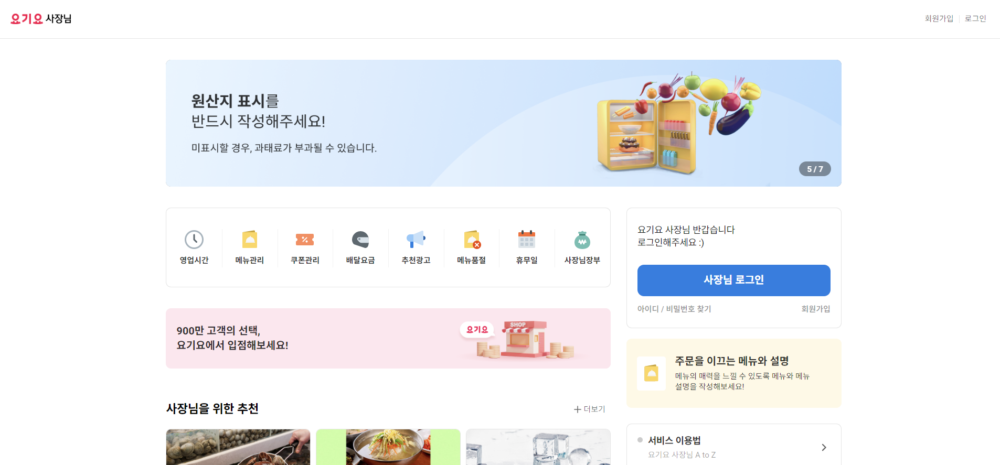 요기요 사장님
회원가입
로그인
원산지 표시를
반드시 작성해주세요!
미표시할 경우, 과태료가 부과될 수 있습니다.
5 / 7
영업시간
메뉴관리
쿠폰관리
배달요금
추천광고
메뉴품절
휴무일
사장님장부
요기요 사장님 반갑습니다
로그인해주세요 :)
사장님 로그인
아이디 / 비밀번호 찾기
회원가입
900만 고객의 선택,
요기요에서 입점해보세요!
요기요
SHOP
주문을 이끄는 메뉴와 설명
메뉴의 매력을 느낄 수 있도록 메뉴와 메뉴
설명을 작성해보세요!
사장님을 위한 추천
더보기
서비스 이용법
요기요 사장님 A to Z